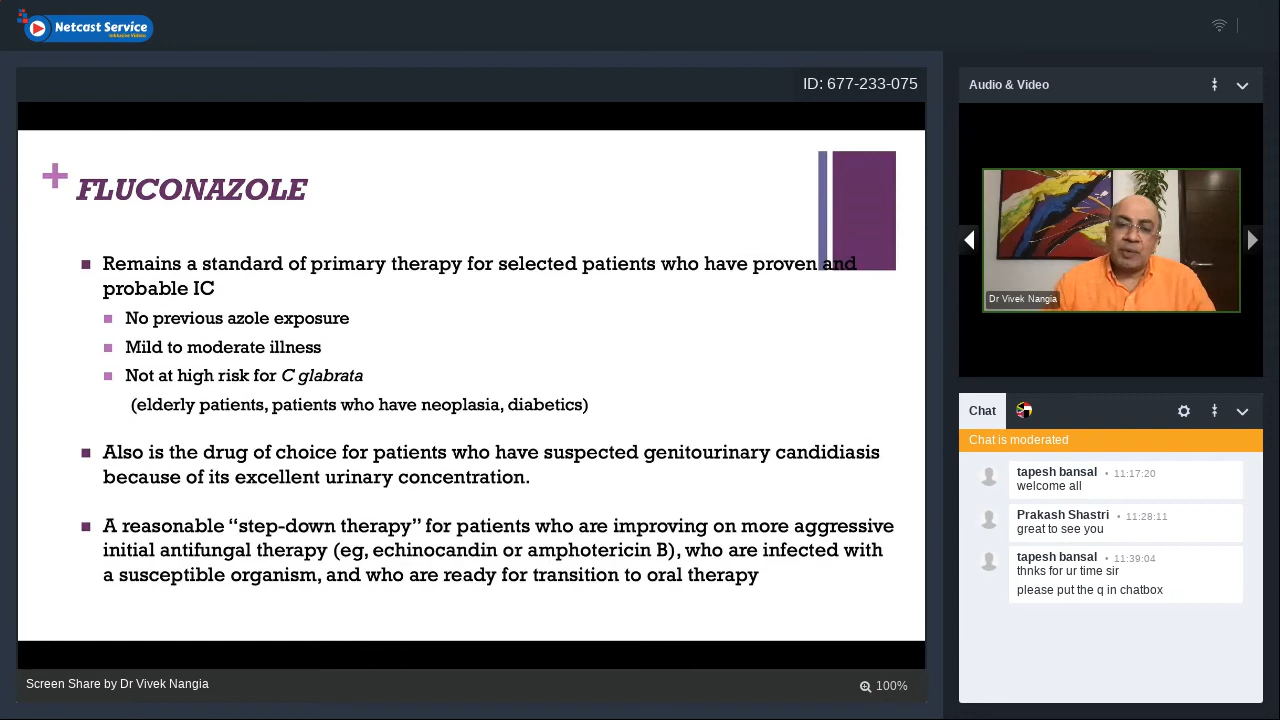 Netcast Service
ID: 677-233-075
FLUCONAZOLE
Remains a standard of primary therapy for selected patients who have proven and
probable IC
No previous azole exposure
Mild to moderate illness
Not at high risk for C glabrata
(elderly patients, patients who have neoplasia, diabetics)
Also is the drug of choice for patients who have suspected genitourinary candidiasis
because of its excellent urinary concentration.
A reasonable “step-down therapy” for patients who are improving on more aggressive
initial antifungal therapy (eg, echinocandin or amphotericin B), who are infected with
a susceptible organism, and who are ready for transition to oral therapy
Screen Share by Dr Vivek Nangia
100%
Audio & Video
Dr Vivek Nangia
Chat
Chat is moderated
tapesh bansal • 11:17:20
welcome all
Prakash Shastri • 11:28:11
great to see you
tapesh bansal • 11:39:04
thnks for ur time sir
please put the q in chatbox